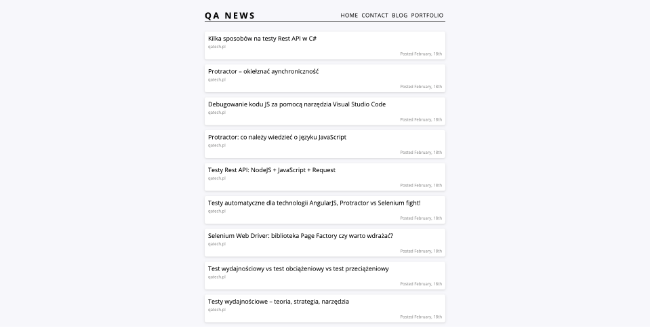 QA NEWS
HOME CONTACT BLOG PORTFOLIO
Kilka sposobów na testy Rest API w C#
qatech.pl
Posted February, 18th
Protractor – okiełznać aynchroniczność
qatech.pl
Posted February, 18th
Debugowanie kodu JS za pomocą narzędzia Visual Studio Code
qatech.pl
Posted February, 18th
Protractor: co należy wiedzieć o języku JavaScript
qatech.pl
Posted February, 18th
Testy Rest API: NodeJS + JavaScript + Request
qatech.pl
Posted February, 18th
Testy automatyczne dla technologii AngularJS, Protractor vs Selenium fight!
qatech.pl
Posted February, 18th
Selenium Web Driver: biblioteka Page Factory czy warto wdrażać?
qatech.pl
Posted February, 18th
Test wydajnościowy vs test obciążeniowy vs test przeciążeniowy
qatech.pl
Posted February, 18th
Testy wydajnościowe – teoria, strategia, narzędzia
qatech.pl
Posted February, 18th